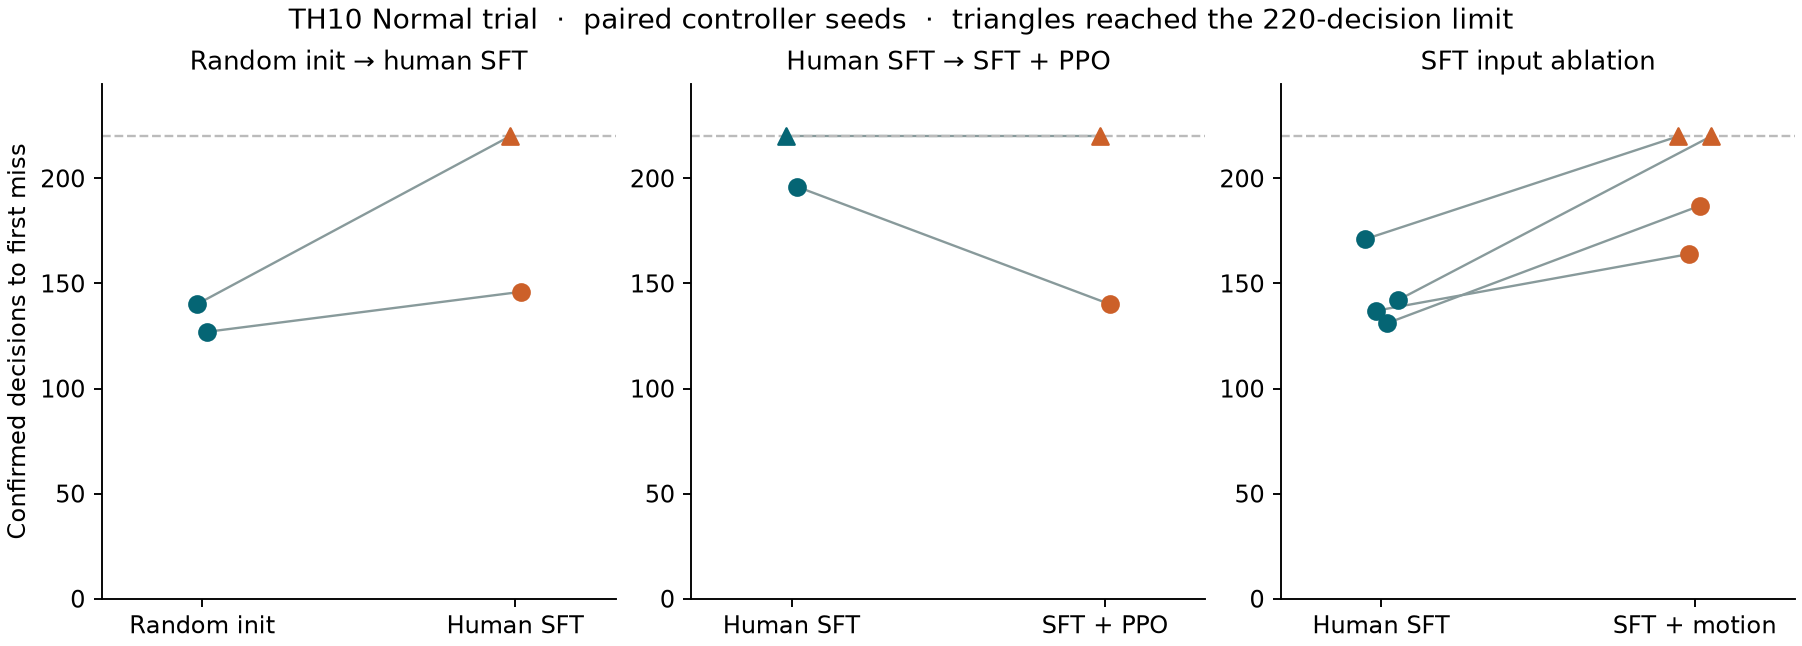 TH10 Normal trial · paired controller seeds · triangles reached the 220-decision limit
Random init → human SFT
Confirmed decisions to first miss
200
150
100
50
0
Random init
Human SFT
Human SFT → SFT + PPO
200
150
100
50
0
Human SFT
SFT + PPO
SFT input ablation
200
150
100
50
0
Human SFT
SFT + motion